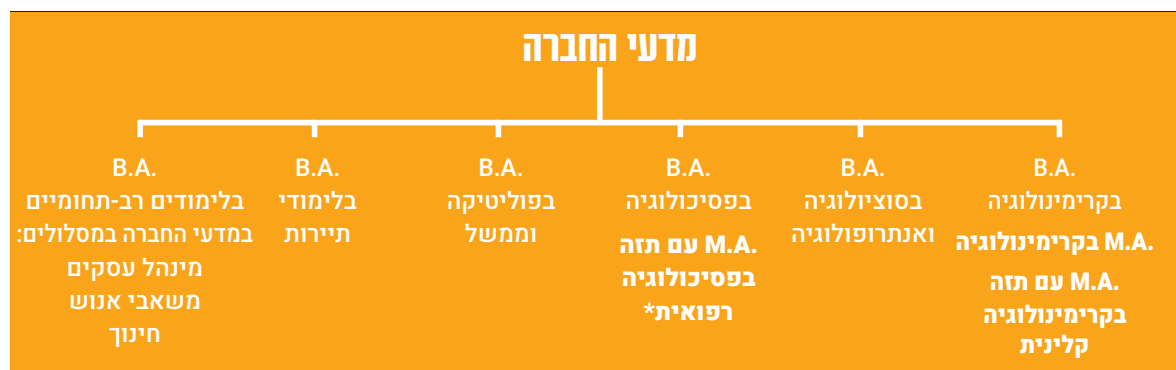 מדעי החברה
B.A.
בקרימינולוגיה
M.A. בקרימינולוגיה
M.A. עם תזה
בקרימינולוגיה
קלינית
B.A.
בסוציולוגיה
ואנתרופולוגיה
B.A.
בפסיכולוגיה
M.A. עם תזה
בפסיכולוגיה
רפואית*
B.A.
בפוליטיקה
וממשל
B.A.
בלימודי
תיירות
B.A.
בלימודים רב-תחומיים
במדעי החברה במסלולים:
מינהל עסקים
משאבי אנוש
חינוך